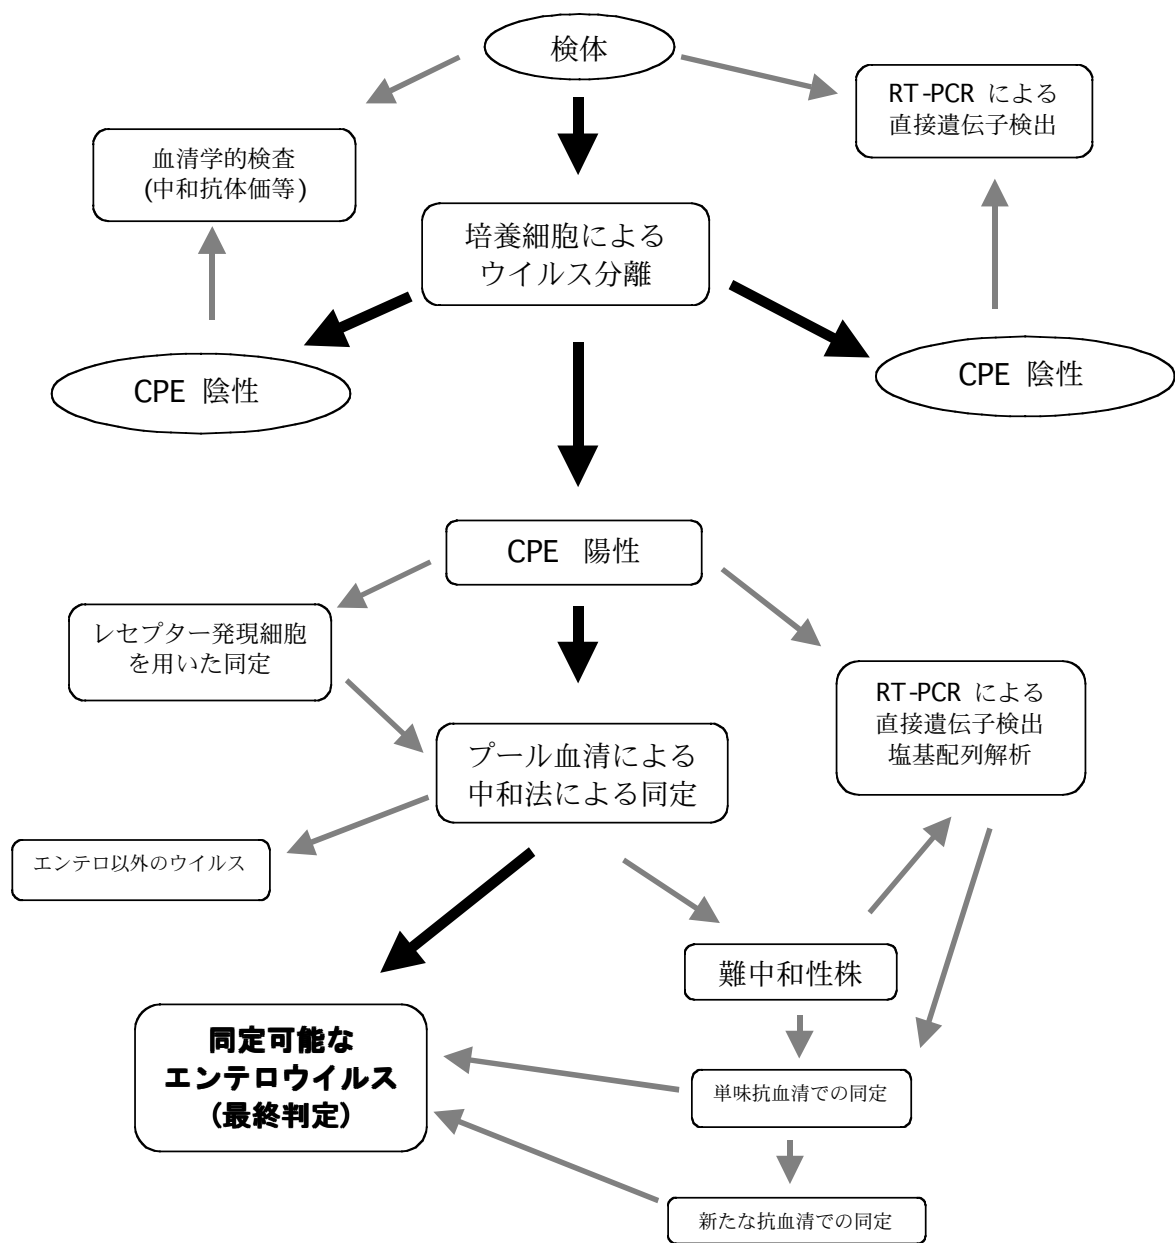 検体
RT-PCR による
直接遺伝子検出
血清学的検査
(中和抗体価等)
培養細胞による
ウイルス分離
CPE 陰性
CPE 陰性
CPE 陽性
レセプター発現細胞
を用いた同定
RT-PCR による
直接遺伝子検出
塩基配列解析
プール血清による
中和法による同定
エンテロ以外のウイルス
難中和性株
同定可能な
エンテロウイルス
(最終判定)
単味抗血清での同定
新たな抗血清での同定